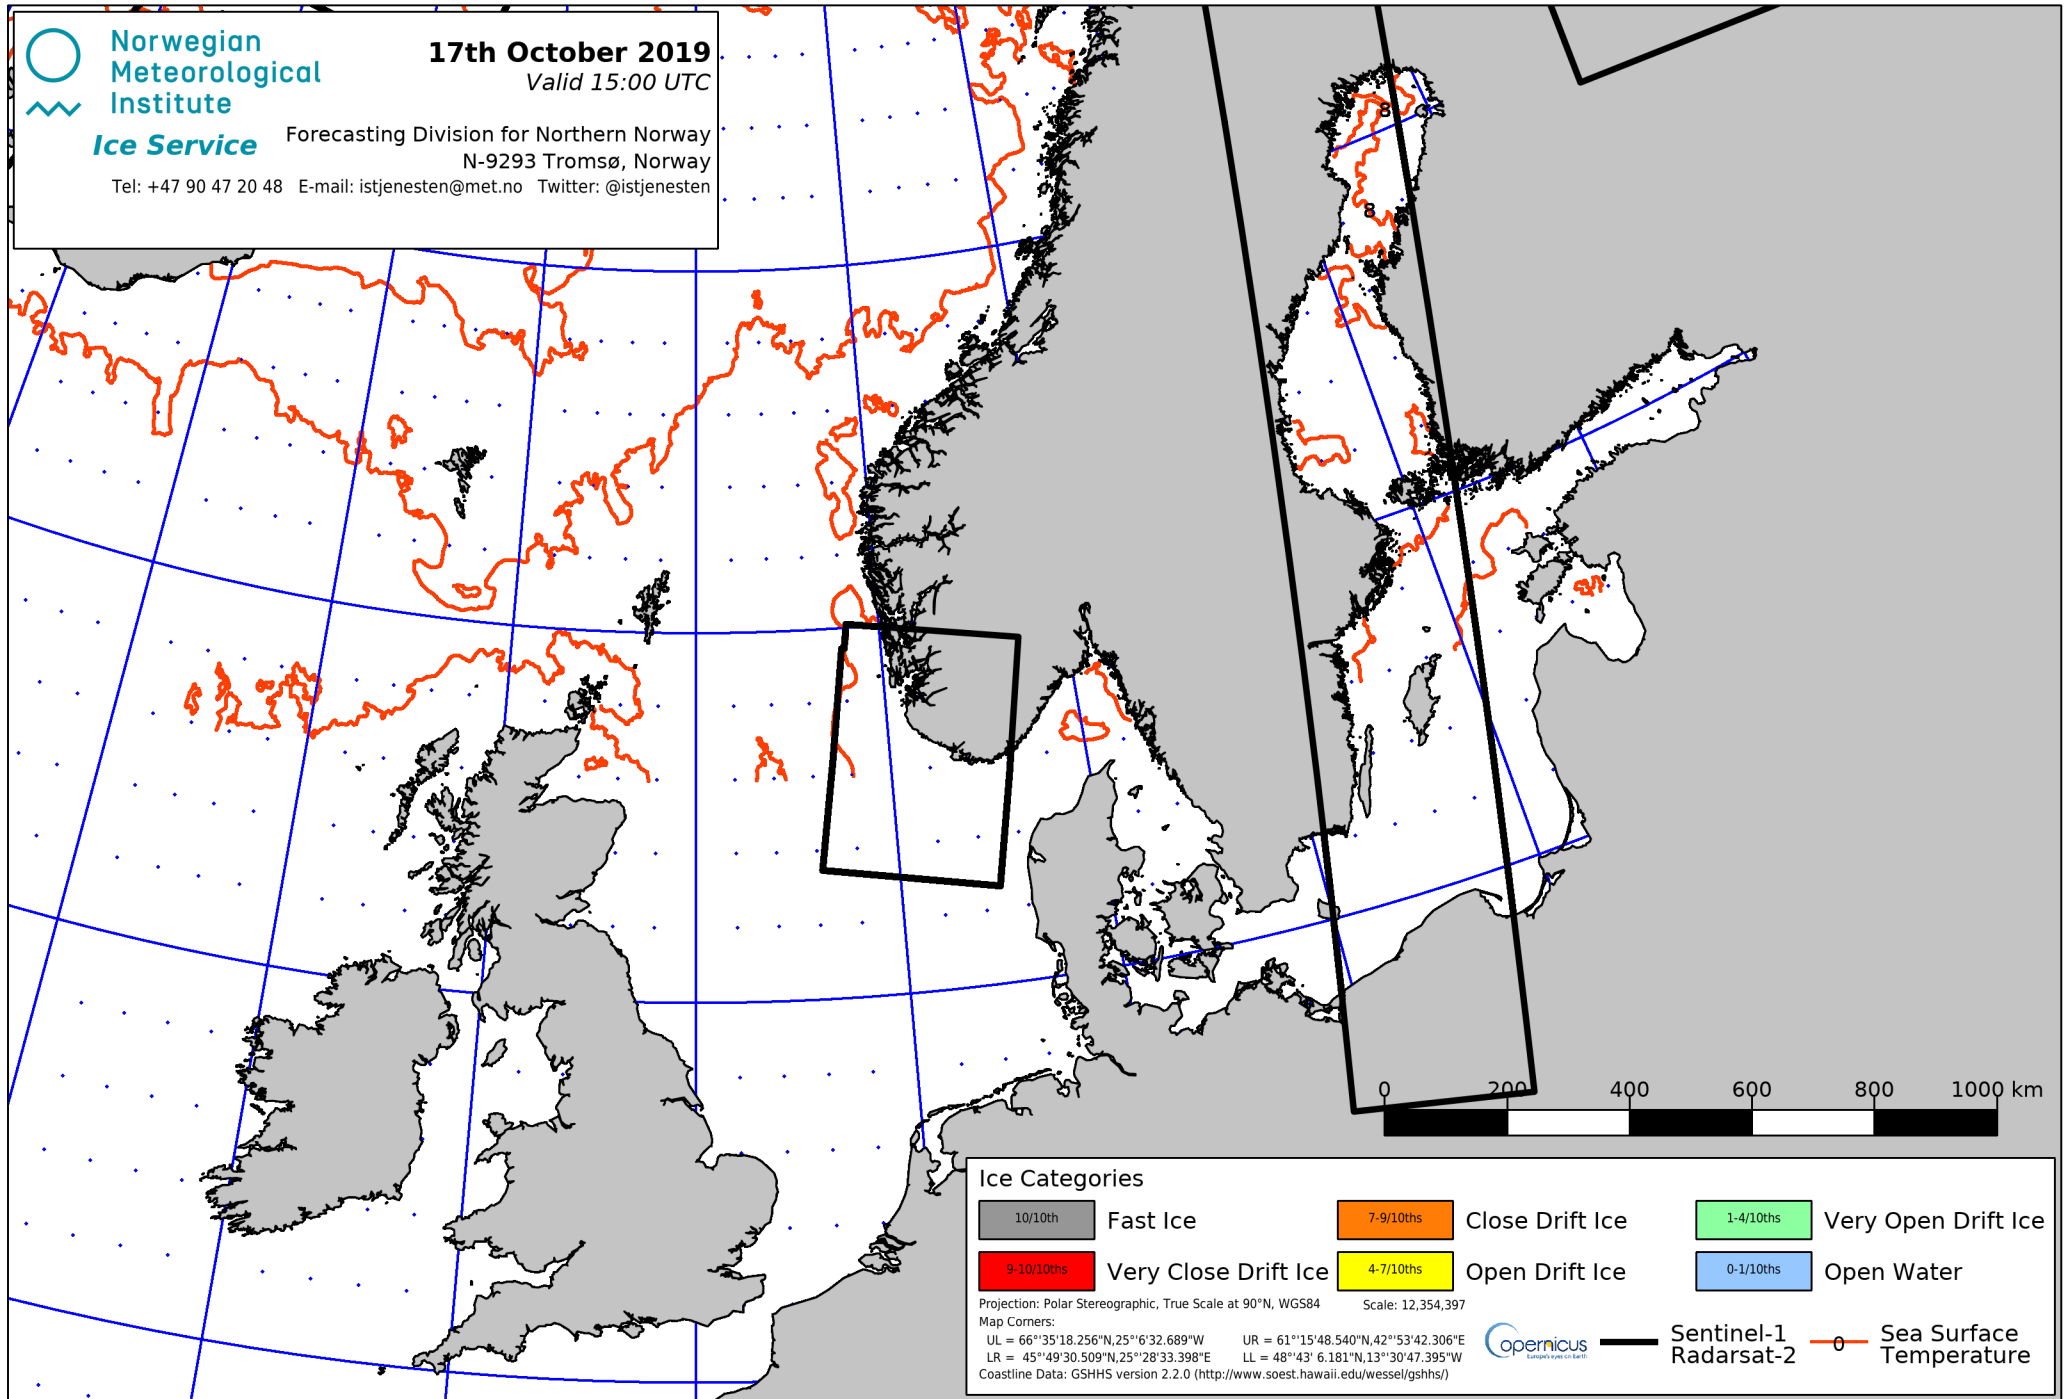 Norwegian
Meteorological
Institute
Ice Service
17th October 2019
Valid 15:00 UTC
Forecasting Division for Northern Norway
N-9293 Tromsø, Norway
Tel: +47 90 47 20 48 E-mail: istjenesten@met.no Twitter: @istjenesten
8
8
0 200 400 600 800 1000 km
Ice Categories
10/10th Fast Ice
7-9/10ths Close Drift Ice
1-4/10ths Very Open Drift Ice
9-10/10ths Very Close Drift Ice
4-7/10ths Open Drift Ice
0-1/10ths Open Water
Projection: Polar Stereographic, True Scale at 90°N, WGS84 Scale: 12,354,397
Map Corners:
UL = 66°'35'18.256"N,25°'6'32.689"W UR = 61°'15'48.540"N,42°'53'42.306"E
LR = 45°'49'30.509"N,25°'28'33.398"E LL = 48°'43' 6.181"N,13°'30'47.395"W
Coastline Data: GSHHS version 2.2.0 (http://www.soest.hawaii.edu/wessel/gshhs/)
opernicus
Europe's eyes on Earth
Sentinel-1
Radarsat-2
0
Sea Surface
Temperature